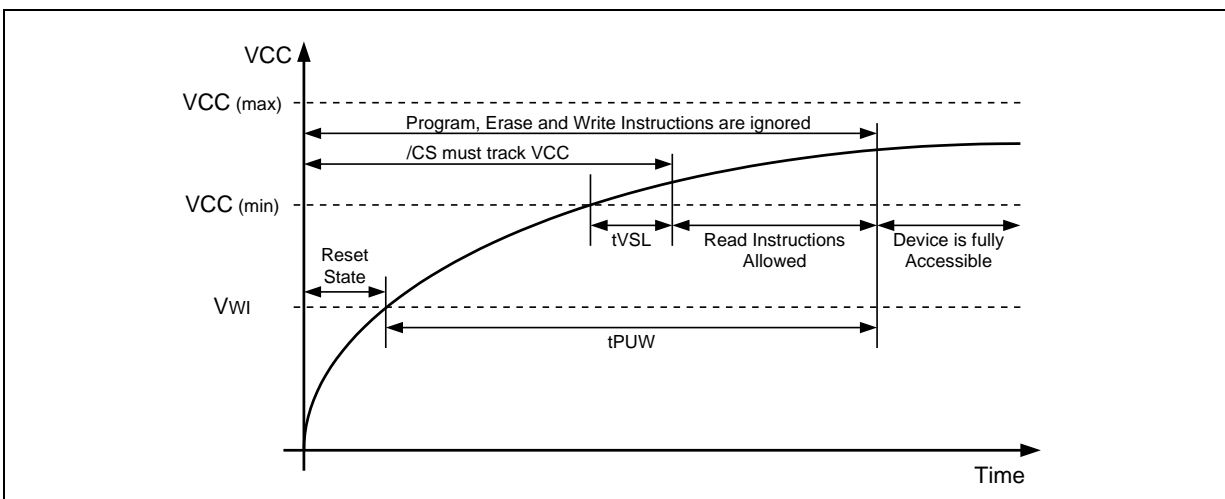 VCC
VCC (max)
Program, Erase and Write Instructions are ignored
/CS must track VCC
VCC (min)
tVSL
Read Instructions
Allowed
Device is fully
Accessible
Reset
State
VWI
tPUW
Time